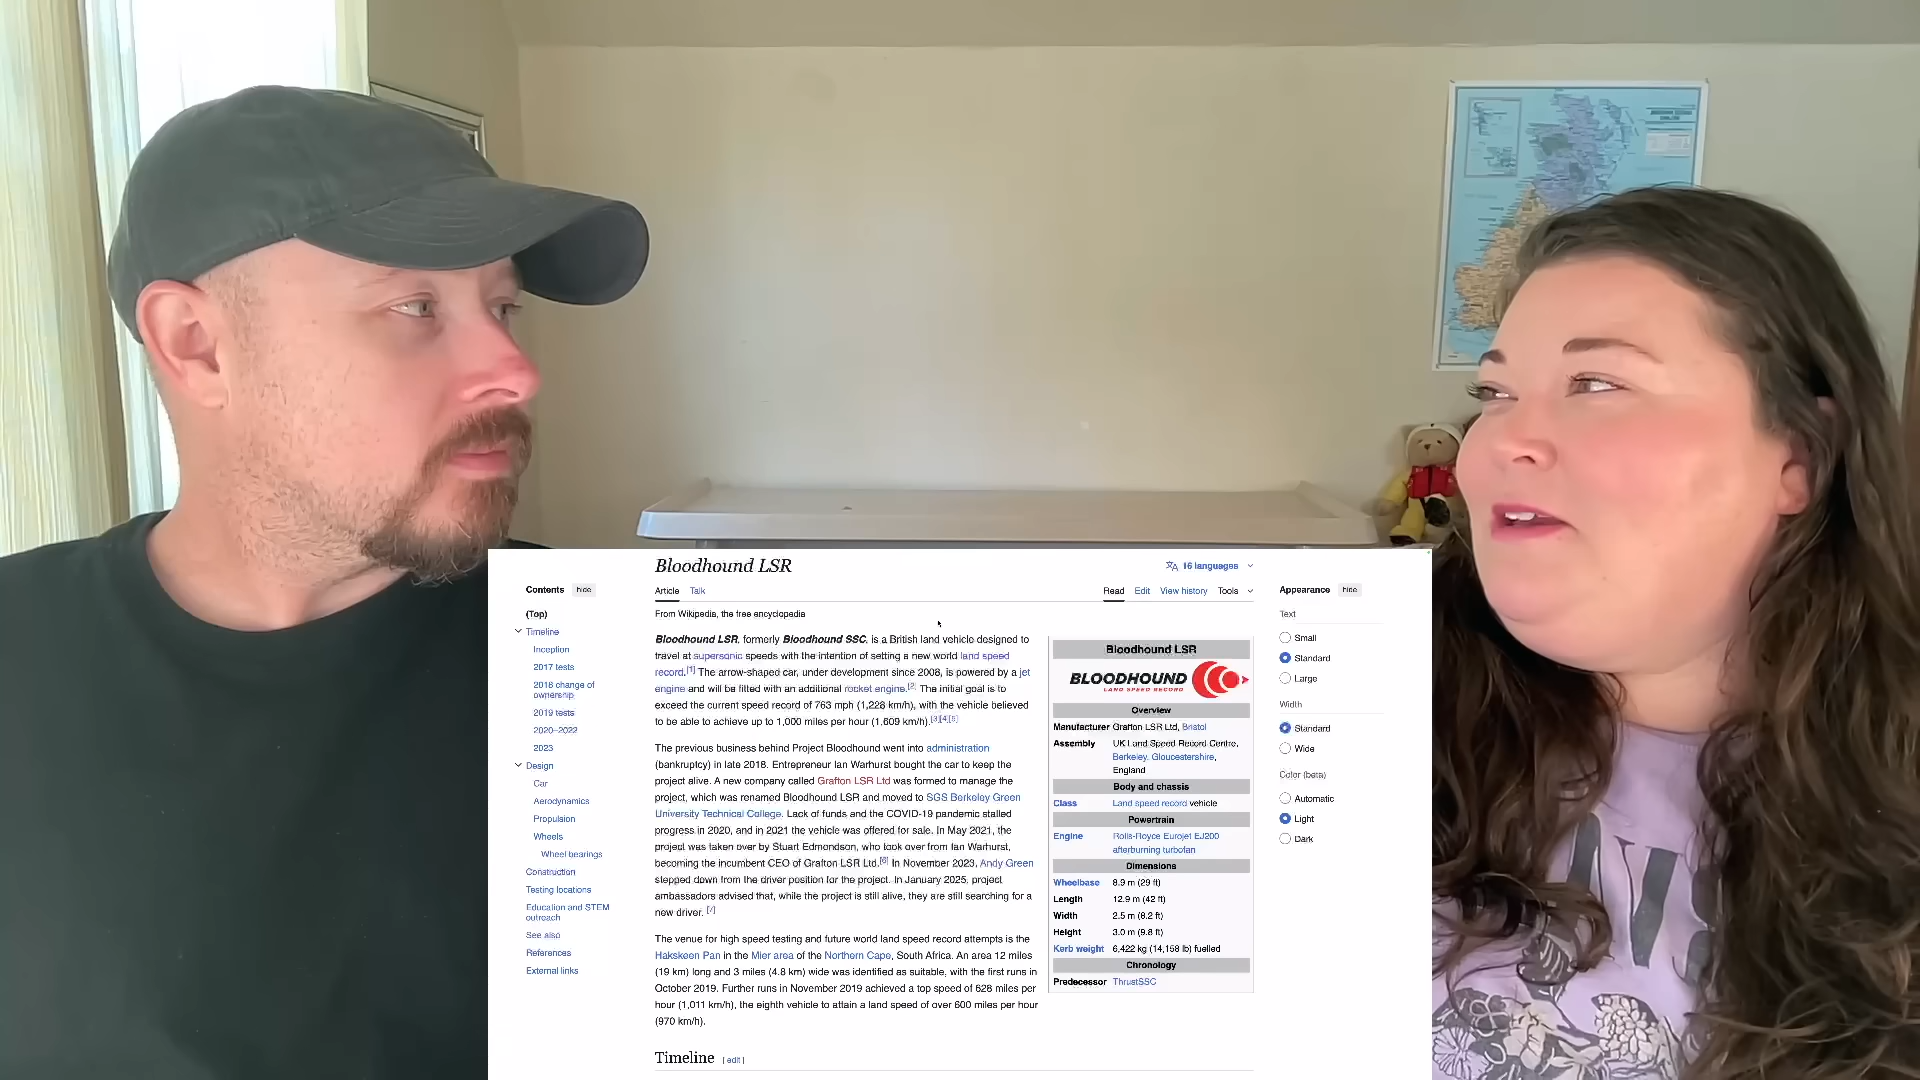 Bloodhound LSR
16 languages
Article Talk
Read Edit View history Tools
From Wikipedia, the free encyclopedia
Contents hide
(Top)
Timeline
Inception
2017 tests
2018 change of
ownership
2019 tests
2020–2022
2023
Design
Car
Aerodynamics
Propulsion
Wheels
Wheel bearings
Construction
Testing locations
Education and STEM
outreach
See also
References
External links
Bloodhound LSR, formerly Bloodhound SSC, is a British land vehicle designed to
travel at supersonic speeds with the intention of setting a new world land speed
record.[1] The arrow-shaped car, under development since 2008, is powered by a jet
engine and will be fitted with an additional rocket engine.[2] The initial goal is to
exceed the current speed record of 763 mph (1,228 km/h), with the vehicle believed
to be able to achieve up to 1,000 miles per hour (1,609 km/h).[3][4][5]
The previous business behind Project Bloodhound went into administration
(bankruptcy) in late 2018. Entrepreneur Ian Warhurst bought the car to keep the
project alive. A new company called Grafton LSR Ltd was formed to manage the
project, which was renamed Bloodhound LSR and moved to SGS Berkeley Green
University Technical College. Lack of funds and the COVID-19 pandemic stalled
progress in 2020, and in 2021 the vehicle was offered for sale. In May 2021, the
project was taken over by Stuart Edmondson, who took over from Ian Warhurst,
becoming the incumbent CEO of Grafton LSR Ltd.[6] In November 2023, Andy Green
stepped down from the driver position for the project. In January 2025, project
ambassadors advised that, while the project is still alive, they are still searching for a
new driver. [7]
The venue for high speed testing and future world land speed record attempts is the
Hakskeen Pan in the Mier area of the Northern Cape, South Africa. An area 12 miles
(19 km) long and 3 miles (4.8 km) wide was identified as suitable, with the first runs in
October 2019. Further runs in November 2019 achieved a top speed of 628 miles per
hour (1,011 km/h), the eighth vehicle to attain a land speed of over 600 miles per hour
(970 km/h).
Timeline [ edit ]
Bloodhound LSR
BLOODHOUND
LAND SPEED RECORD
Overview
Manufacturer Grafton LSR Ltd, Bristol
Assembly UK Land Speed Record Centre,
Berkeley, Gloucestershire,
England
Body and chassis
Class Land speed record vehicle
Powertrain
Engine Rolls-Royce Eurojet EJ200
afterburning turbofan
Dimensions
Wheelbase 8.9 m (29 ft)
Length 12.9 m (42 ft)
Width 2.5 m (8.2 ft)
Height 3.0 m (9.8 ft)
Kerb weight 6,422 kg (14,158 lb) fuelled
Chronology
Predecessor ThrustSSC
Appearance hide
Text
Small
Standard
Large
Width
Standard
Wide
Color (beta)
Automatic
Light
Dark